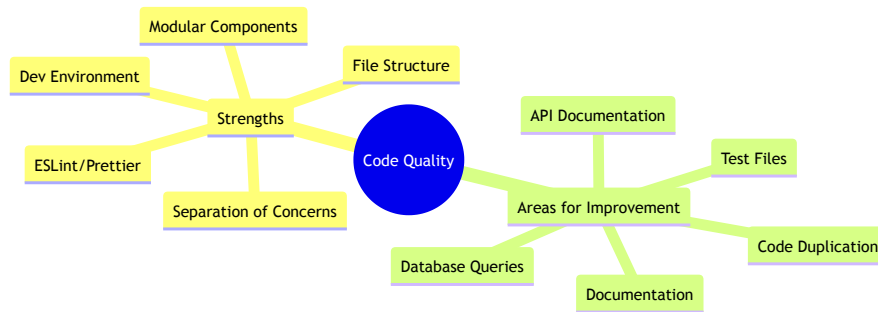 Modular Components
File Structure
Dev Environment
Strengths
ESLint/Prettier
Separation of Concerns
Code Quality
API Documentation
Test Files
Areas for Improvement
Code Duplication
Database Queries
Documentation